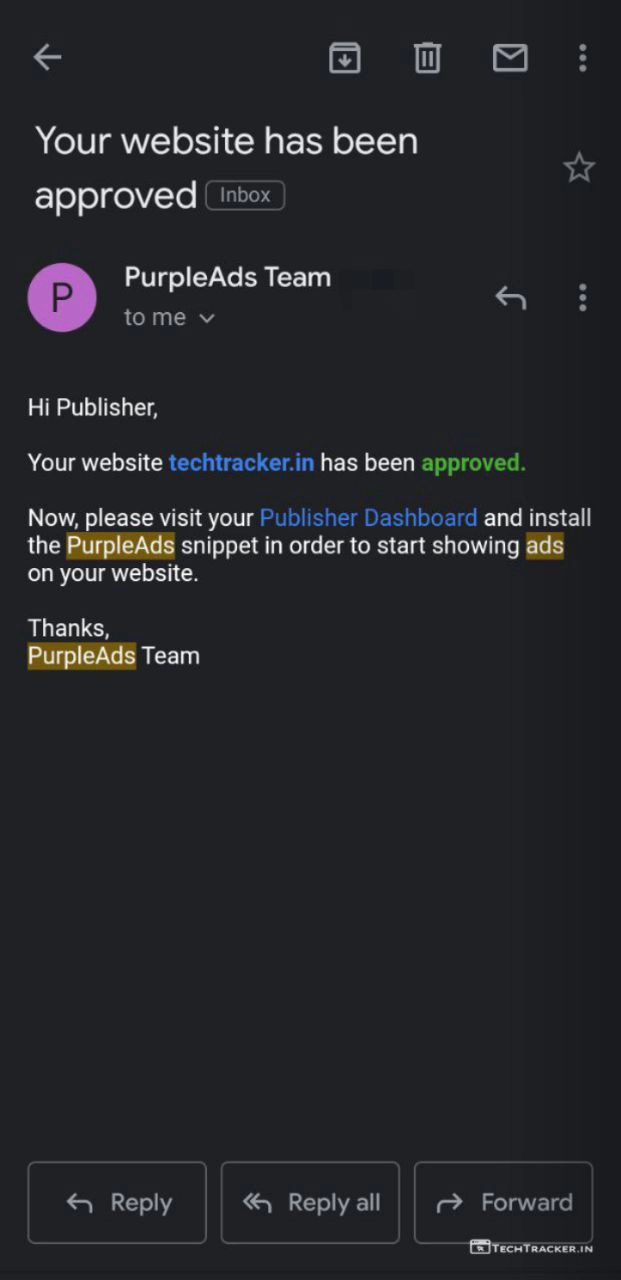 Your website has been
approved Inbox
P
PurpleAds Team
to me
Hi Publisher,
Your website techtracker.in has been approved.
Now, please visit your Publisher Dashboard and install
the PurpleAds snippet in order to start showing ads
on your website.
Thanks,
PurpleAds Team
Reply
Reply all
Forward
TECHTRACKER.IN